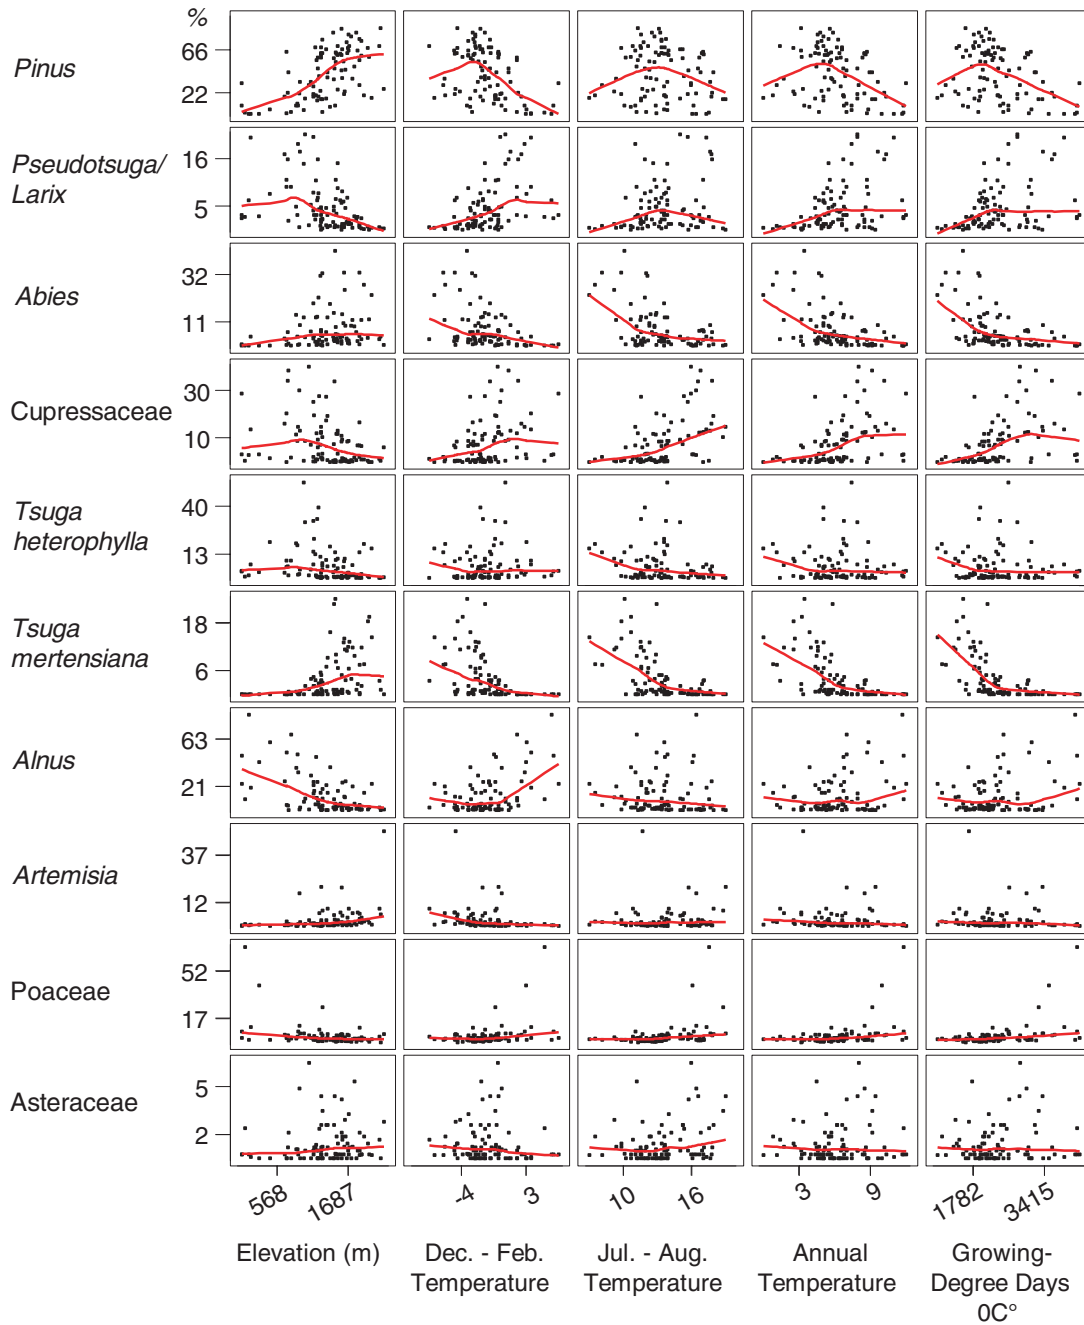 %
Pinus
66
22
Pseudotsuga/
Larix
16
5
Abies
32
11
Cupressaceae
30
10
Tsuga
heterophylla
40
13
Tsuga
mertensiana
18
6
Alnus
63
21
Artemisia
37
12
Poaceae
52
17
Asteraceae
5
2
568 1687 -4 3 10 16 3 9 1782 3415
Elevation (m) Dec. - Feb. Jul. - Aug. Annual Growing-
Temperature Temperature Temperature Degree Days
0C°